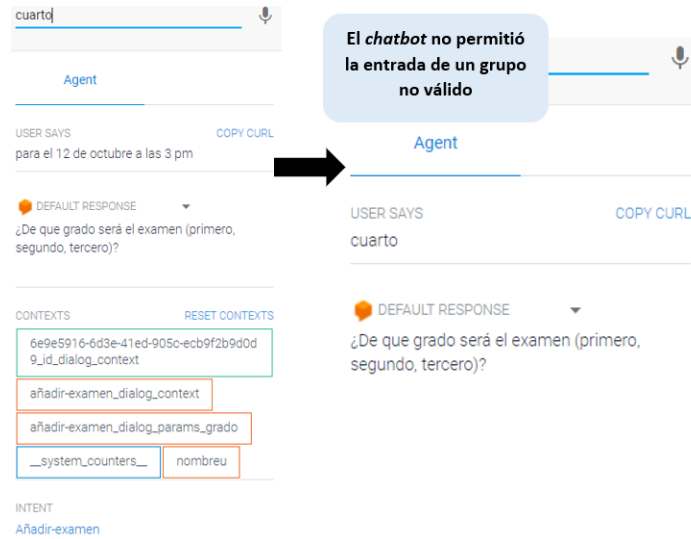 cuarto
Agent
USER SAYS
COPY CURL
para el 12 de octubre a las 3 pm
DEFAULT RESPONSE
¿De que grado será el examen (primero,
segundo, tercero)?
CONTEXTS
RESET CONTEXTS
6e9e5916-6d3e-41ed-905c-ecb9f2b9d0d
9_id_dialog_context
añadir-examen_dialog_context
añadir-examen_dialog_params_grado
__system_counters__
nombreu
INTENT
Añadir-examen
El chatbot no permitió
la entrada de un grupo
no válido
Agent
USER SAYS
COPY CURL
cuarto
DEFAULT RESPONSE
¿De que grado será el examen (primero,
segundo, tercero)?